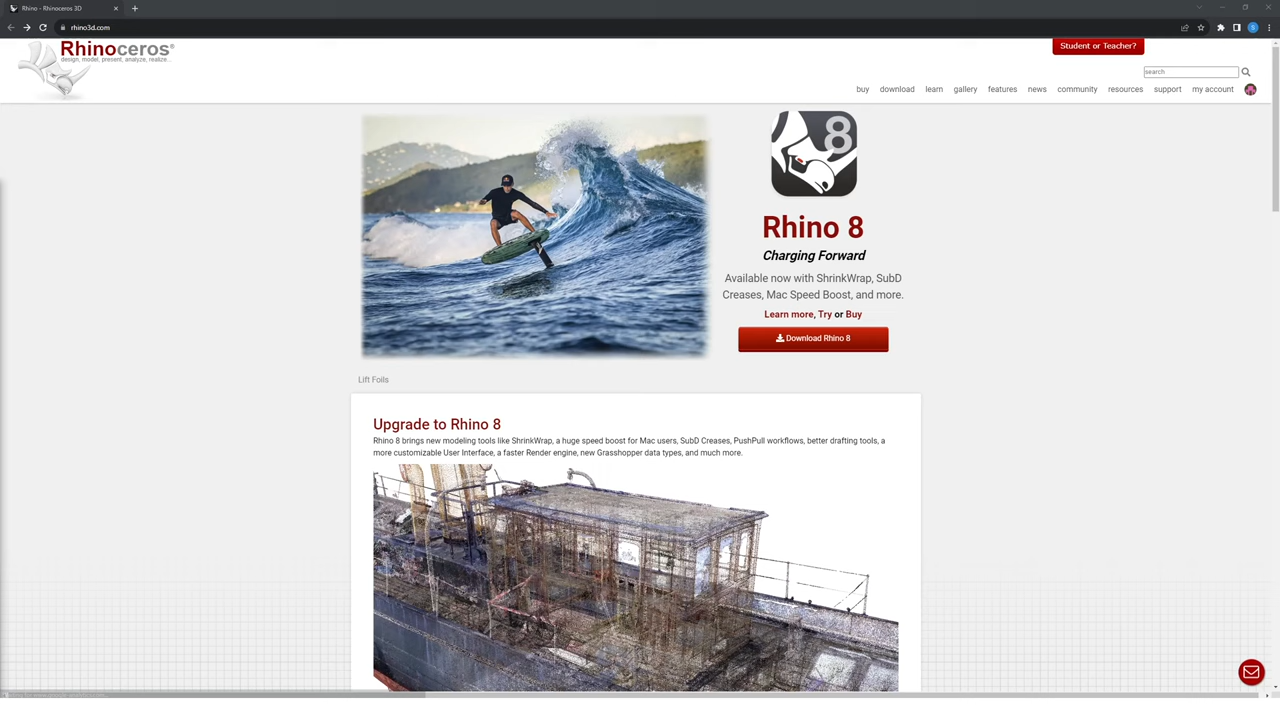 Rhino - Rhinoceros 3D
rhino3d.com
S
Rhinoceros®
design, model, present, analyze, realize...
Student or Teacher?
search
buy download learn gallery features news community resources support my account
8
Rhino 8
Charging Forward
Available now with ShrinkWrap, SubD
Creases, Mac Speed Boost, and more.
Learn more, Try or Buy
Download Rhino 8
Lift Foils
Upgrade to Rhino 8
Rhino 8 brings new modeling tools like ShrinkWrap, a huge speed boost for Mac users, SubD Creases, PushPull workflows, better drafting tools, a
more customizable User Interface, a faster Render engine, new Grasshopper data types, and much more.